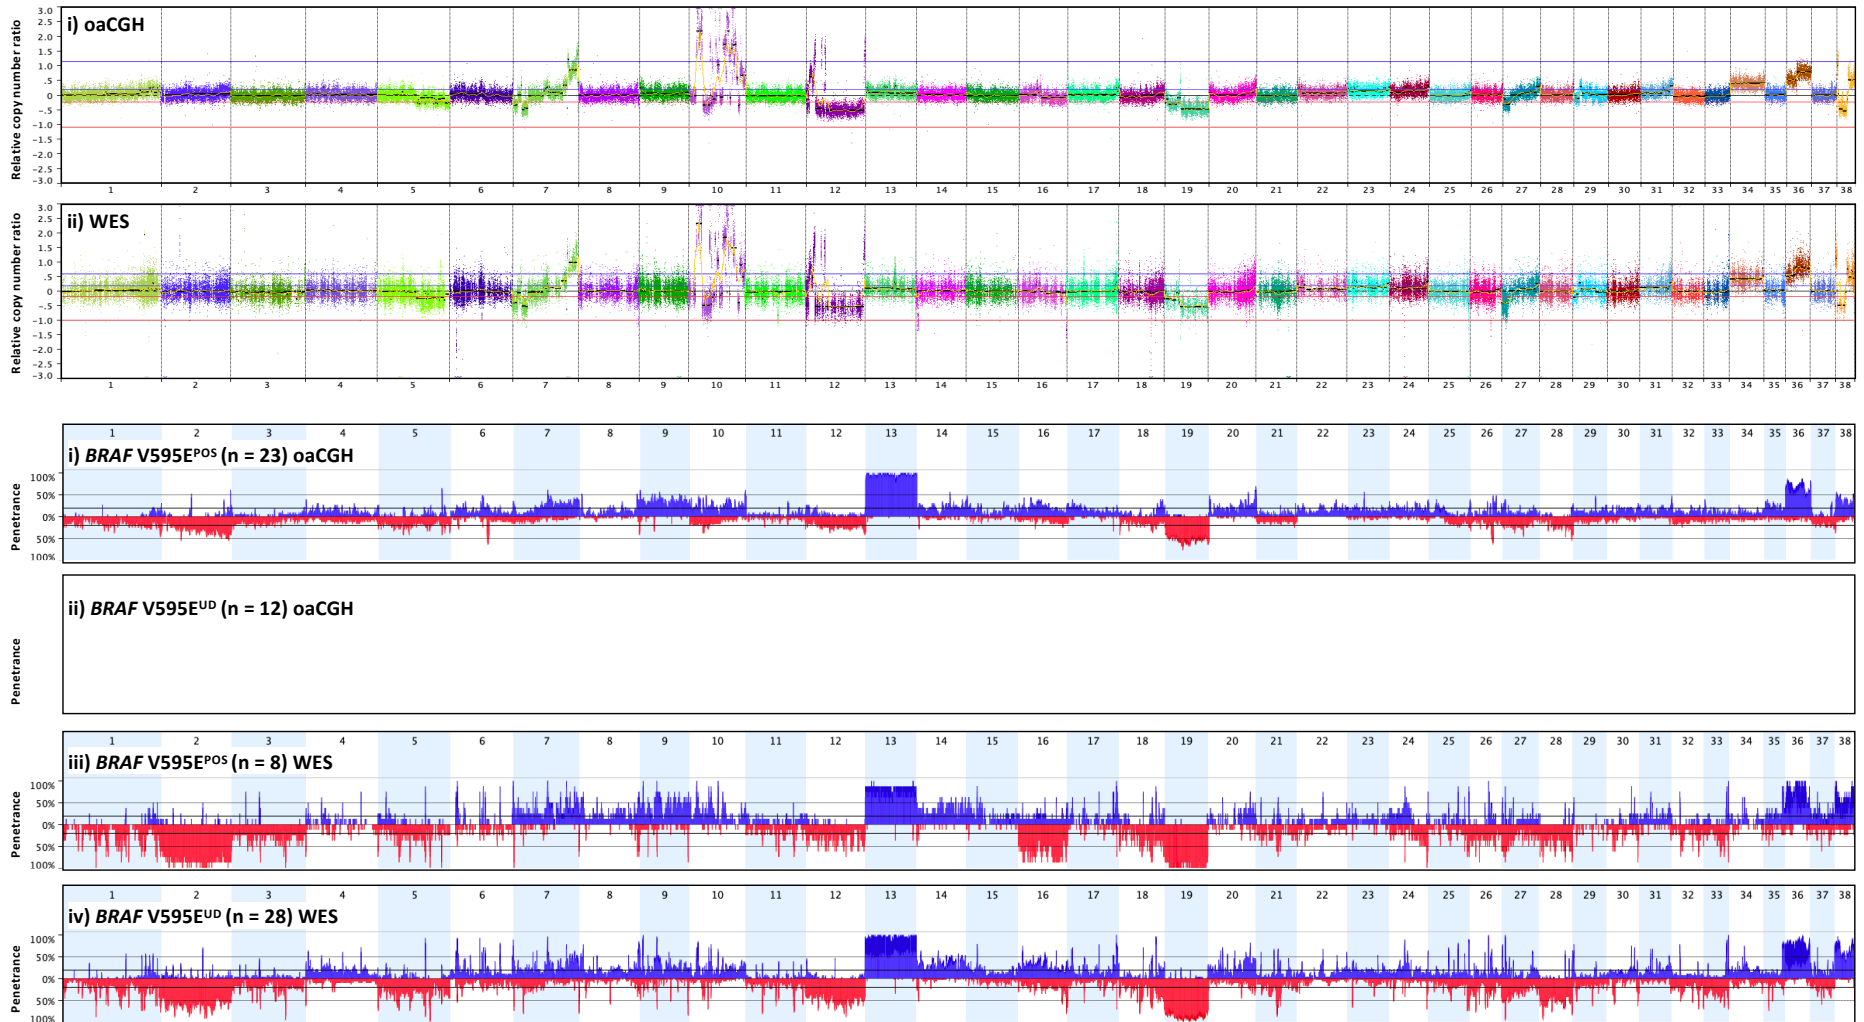 i) oaCGH
Relative copy number ratio
3.0
2.5
2.0
1.5
1.0
.5
0
-.5
-1.0
-1.5
-2.0
-2.5
-3.0
1 2 3 4 5 6 7 8 9 10 11 12 13 14 15 16 17 18 19 20 21 22 23 24 25 26 27 28 29 30 31 32 33 34 35 36 37 38
ii) WES
Relative copy number ratio
3.0
2.5
2.0
1.5
1.0
.5
0
-.5
-1.0
-1.5
-2.0
-2.5
-3.0
1 2 3 4 5 6 7 8 9 10 11 12 13 14 15 16 17 18 19 20 21 22 23 24 25 26 27 28 29 30 31 32 33 34 35 36 37 38
1 2 3 4 5 6 7 8 9 10 11 12 13 14 15 16 17 18 19 20 21 22 23 24 25 26 27 28 29 30 31 32 33 34 35 36 37 38
i) BRAF V595E^POS (n = 23) oaCGH
Penetrance
100%
50%
0%
50%
100%
ii) BRAF V595E^UD (n = 12) oaCGH
Penetrance
1 2 3 4 5 6 7 8 9 10 11 12 13 14 15 16 17 18 19 20 21 22 23 24 25 26 27 28 29 30 31 32 33 34 35 36 37 38
iii) BRAF V595E^POS (n = 8) WES
Penetrance
100%
50%
0%
50%
100%
1 2 3 4 5 6 7 8 9 10 11 12 13 14 15 16 17 18 19 20 21 22 23 24 25 26 27 28 29 30 31 32 33 34 35 36 37 38
iv) BRAF V595E^UD (n = 28) WES
Penetrance
100%
50%
0%
50%
100%